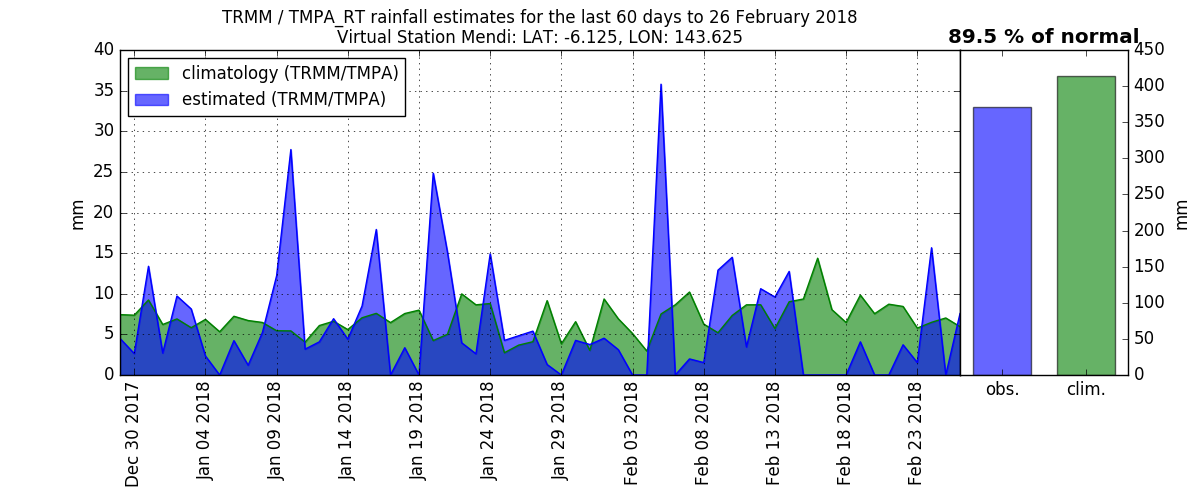 TRMM / TMPA_RT rainfall estimates for the last 60 days to 26 February 2018
Virtual Station Mendi: LAT: -6.125, LON: 143.625
89.5 % of normal
climatology (TRMM/TMPA)
estimated (TRMM/TMPA)
mm
40
35
30
25
20
15
10
5
0
Dec 30 2017
Jan 04 2018
Jan 09 2018
Jan 14 2018
Jan 19 2018
Jan 24 2018
Jan 29 2018
Feb 03 2018
Feb 08 2018
Feb 13 2018
Feb 18 2018
Feb 23 2018
obs.
clim.
450
400
350
300
250
200
150
100
50
0
mm